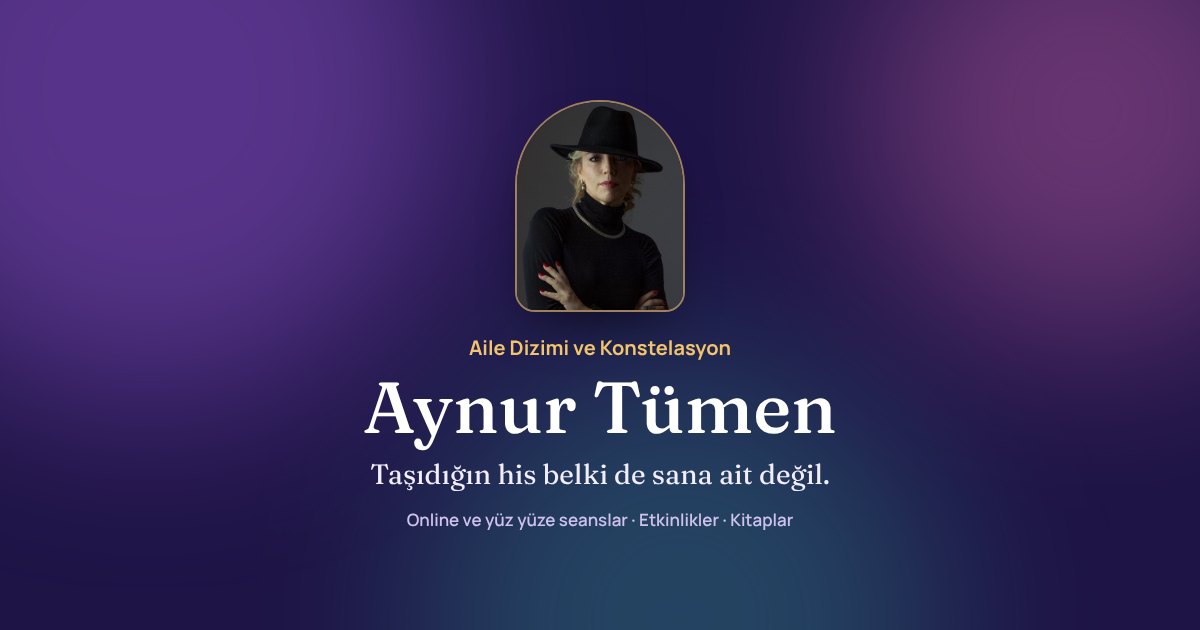 Aile Dizimi ve Konstelasyon
Aynur Tümen
Taşıdığın his belki de sana ait değil.
Online ve yüz yüze seanslar · Etkinlikler · Kitaplar